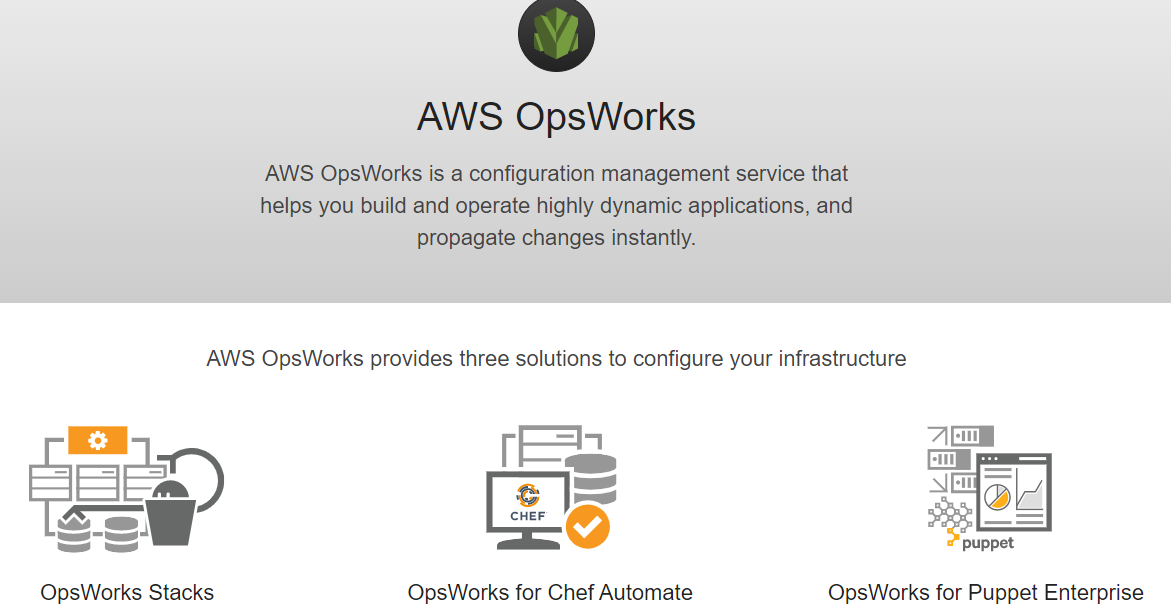 AWS OpsWorks
AWS OpsWorks is a configuration management service that
helps you build and operate highly dynamic applications, and
propagate changes instantly.
AWS OpsWorks provides three solutions to configure your infrastructure
CHEF
puppet
OpsWorks Stacks
OpsWorks for Chef Automate
OpsWorks for Puppet Enterprise